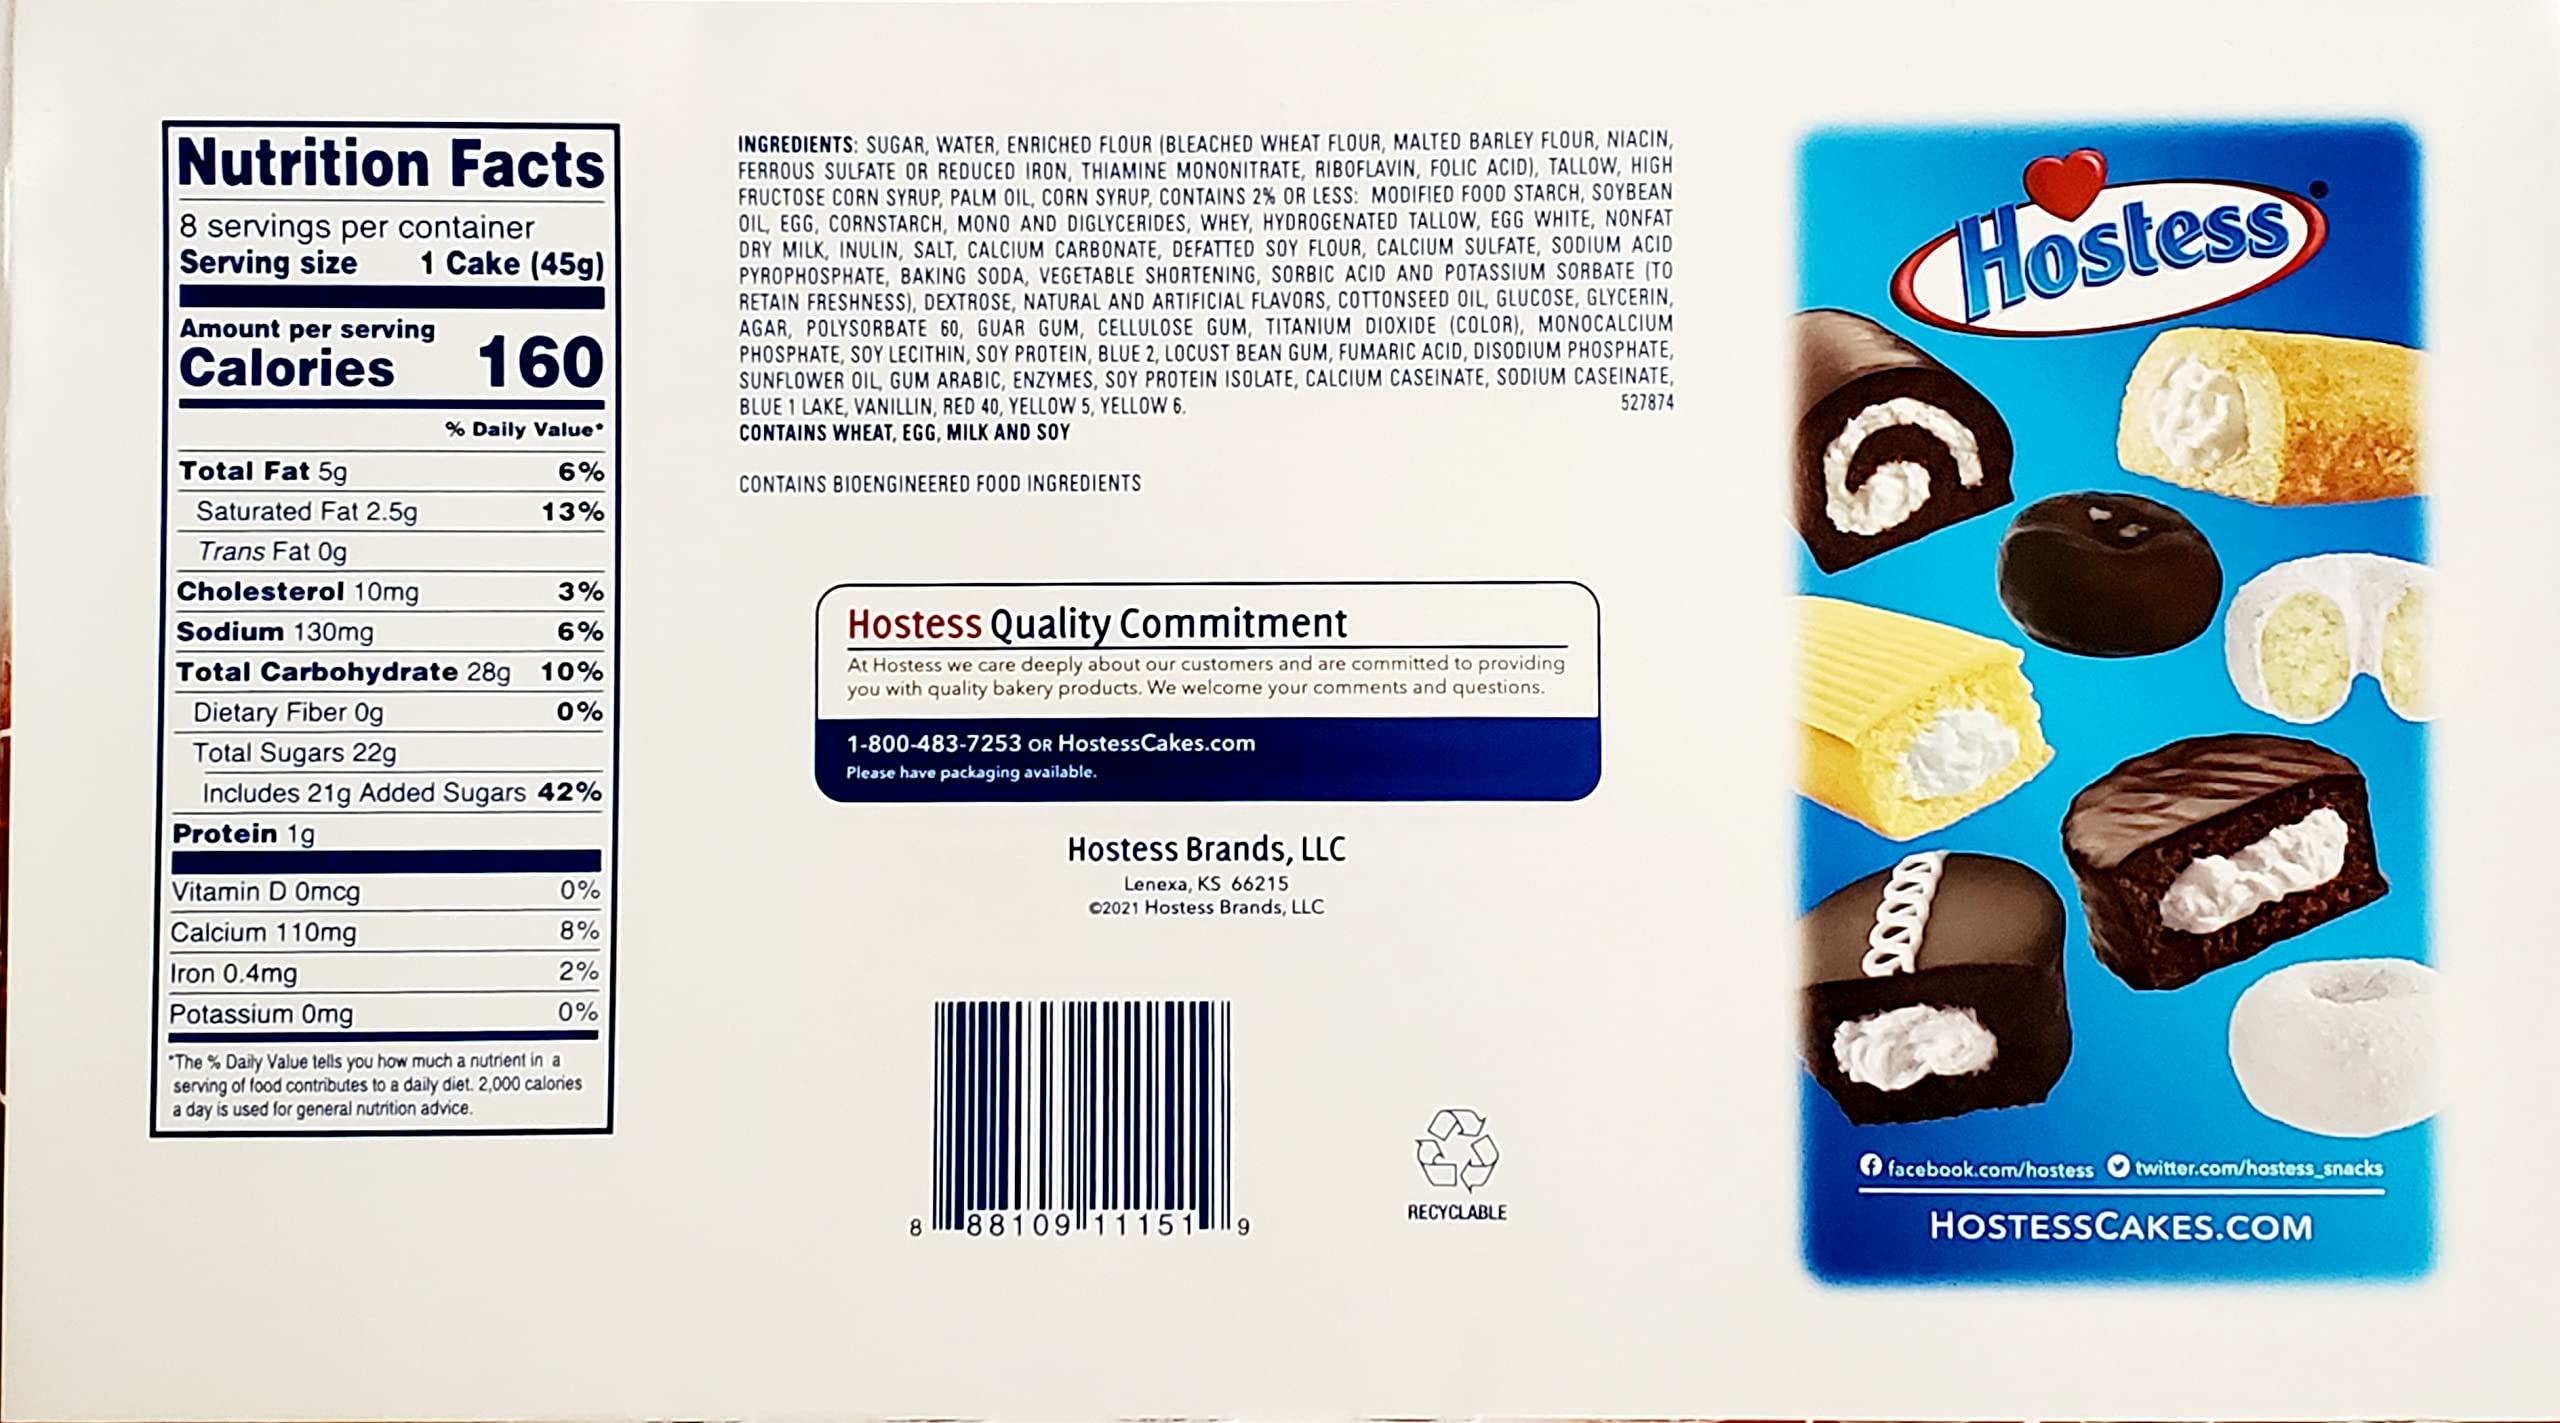 Nutrition Facts
8 servings per container
Serving size 1 Cake (45g)
Amount per serving
Calories 160
% Daily Value*
Total Fat 5g 6%
Saturated Fat 2.5g 13%
Trans Fat 0g
Cholesterol 10mg 3%
Sodium 130mg 6%
Total Carbohydrate 28g 10%
Dietary Fiber 0g 0%
Total Sugars 22g
Includes 21g Added Sugars 42%
Protein 1g
Vitamin D 0mcg 0%
Calcium 110mg 8%
Iron 0.4mg 2%
Potassium 0mg 0%
*The % Daily Value tells you how much a nutrient in a
serving of food contributes to a daily diet. 2,000 calories
a day is used for general nutrition advice.
INGREDIENTS: SUGAR, WATER, ENRICHED FLOUR (BLEACHED WHEAT FLOUR, MALTED BARLEY FLOUR, NIACIN,
FERROUS SULFATE OR REDUCED IRON, THIAMINE MONONITRATE, RIBOFLAVIN, FOLIC ACID), TALLOW, HIGH
FRUCTOSE CORN SYRUP, PALM OIL, CORN SYRUP, CONTAINS 2% OR LESS: MODIFIED FOOD STARCH, SOYBEAN
OIL, EGG, CORNSTARCH, MONO AND DIGLYCERIDES, WHEY, HYDROGENATED TALLOW, EGG WHITE, NONFAT
DRY MILK, INULIN, SALT, CALCIUM CARBONATE, DEFATTED SOY FLOUR, CALCIUM SULFATE, SODIUM ACID
PYROPHOSPHATE, BAKING SODA, VEGETABLE SHORTENING, SORBIC ACID AND POTASSIUM SORBATE (TO
RETAIN FRESHNESS), DEXTROSE, NATURAL AND ARTIFICIAL FLAVORS, COTTONSEED OIL, GLUCOSE, GLYCERIN,
AGAR, POLYSORBATE 60, GUAR GUM, CELLULOSE GUM, TITANIUM DIOXIDE (COLOR), MONOCALCIUM
PHOSPHATE, SOY LECITHIN, SOY PROTEIN, BLUE 2, LOCUST BEAN GUM, FUMARIC ACID, DISODIUM PHOSPHATE,
SUNFLOWER OIL, GUM ARABIC, ENZYMES, SOY PROTEIN ISOLATE, CALCIUM CASEINATE, SODIUM CASEINATE,
BLUE 1 LAKE, VANILLIN, RED 40, YELLOW 5, YELLOW 6. 527874
CONTAINS WHEAT, EGG, MILK AND SOY
CONTAINS BIOENGINEERED FOOD INGREDIENTS
Hostess Quality Commitment
At Hostess we care deeply about our customers and are committed to providing
you with quality bakery products. We welcome your comments and questions.
1-800-483-7253 OR HostessCakes.com
Please have packaging available.
Hostess Brands, LLC
Lenexa, KS 66215
©2021 Hostess Brands, LLC
8 88109 11151 9
RECYCLABLE
Hostess®
facebook.com/hostess twitter.com/hostess_snacks
HOSTESSCAKES.COM